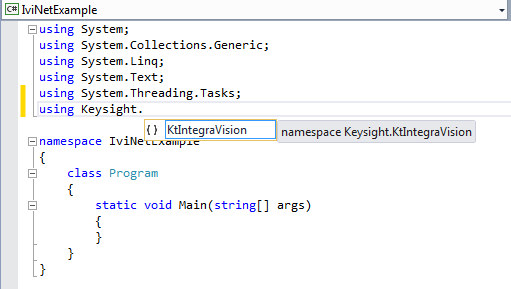 C# IviNetExample
using System;
using System.Collections.Generic;
using System.Linq;
using System.Text;
using System.Threading.Tasks;
using Keysight.
{ } KtIntegraVision namespace Keysight.KtIntegraVision
namespace IviNetExample
{
class Program
{
static void Main(string[] args)
{
}
}
}